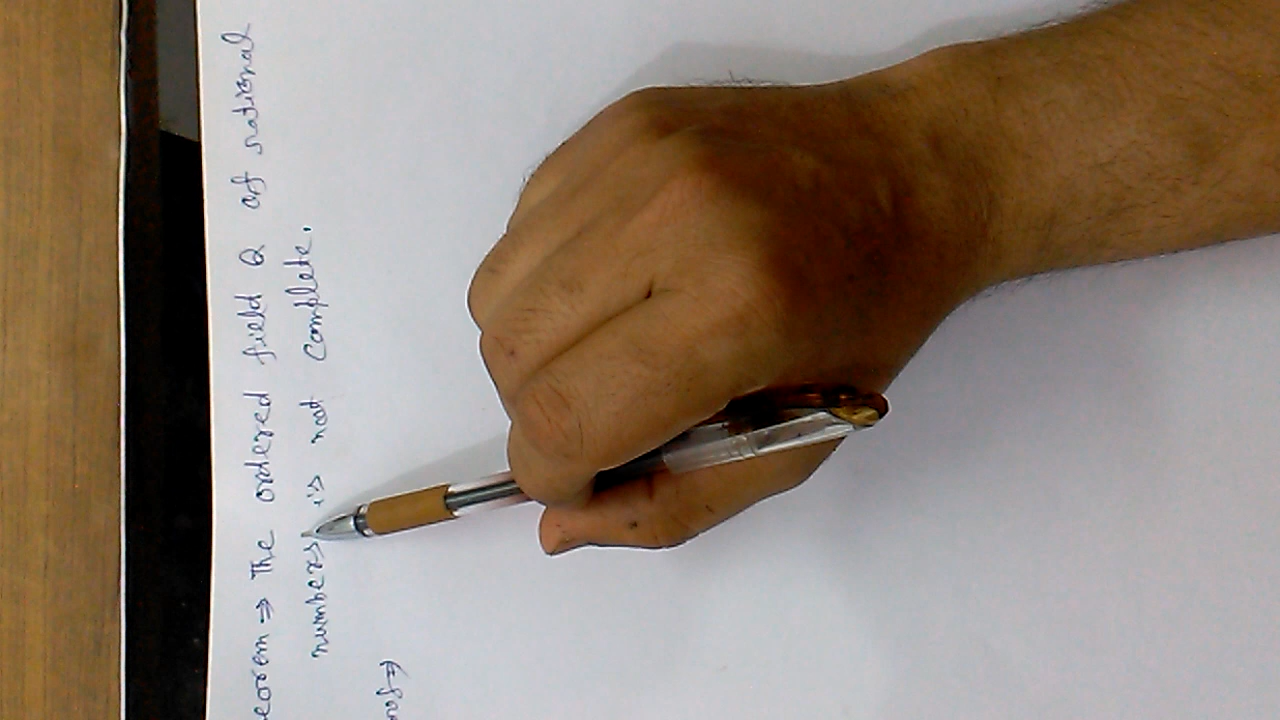 eorem ⇒ The ordered field Q of rational
numbers is not complete.
oof ⇒